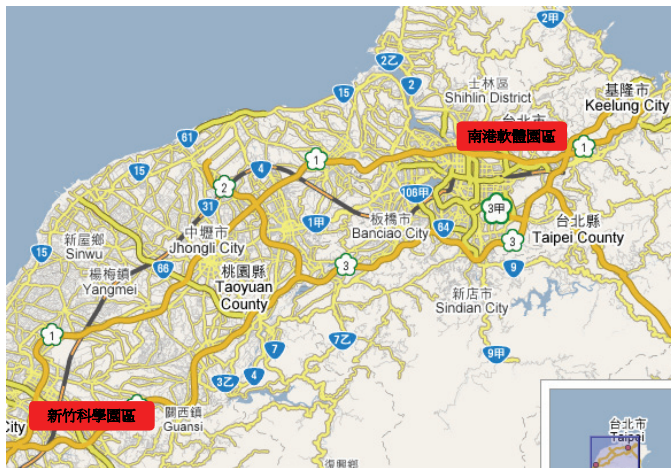 2甲
2乙
2
士林區
Shihlin District
基隆市
Keelung City
15
台北市
南港軟體園區
1
61
1
15
4
2
31
106甲
3甲
1甲
板橋市
Banciao City
64
台北縣
Taipei County
3
中壢市
Jhongli City
新屋鄉
Sinwu
15
66
楊梅鎮
Yangmei
桃園縣
Taoyuan
County
3
9
新店市
Sindian City
1
7
7乙
9甲
3乙
4
新竹科學園區
關西鎮
Guansi
City
復興鄉
台北市
Taipei